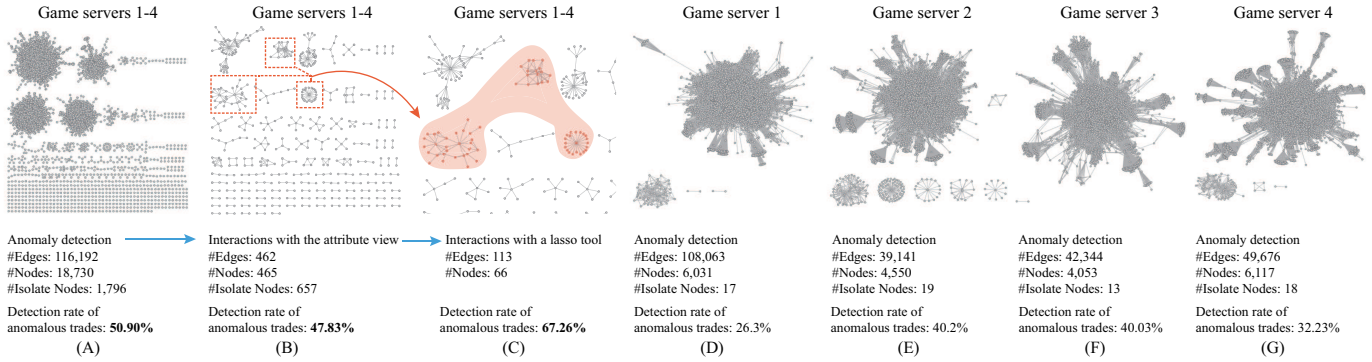 Game servers 1-4
Game servers 1-4
Game servers 1-4
Game server 1
Game server 2
Game server 3
Game server 4
Anomaly detection
#Edges: 116,192
#Nodes: 18,730
#Isolate Nodes: 1,796
Detection rate of
anomalous trades: 50.90%
(A)
Interactions with the attribute view
#Edges: 462
#Nodes: 465
#Isolate Nodes: 657
Detection rate of
anomalous trades: 47.83%
(B)
Interactions with a lasso tool
#Edges: 113
#Nodes: 66
Detection rate of
anomalous trades: 67.26%
(C)
Anomaly detection
#Edges: 108,063
#Nodes: 6,031
#Isolate Nodes: 17
Detection rate of
anomalous trades: 26.3%
(D)
Anomaly detection
#Edges: 39,141
#Nodes: 4,550
#Isolate Nodes: 19
Detection rate of
anomalous trades: 40.2%
(E)
Anomaly detection
#Edges: 42,344
#Nodes: 4,053
#Isolate Nodes: 13
Detection rate of
anomalous trades: 40.03%
(F)
Anomaly detection
#Edges: 49,676
#Nodes: 6,117
#Isolate Nodes: 18
Detection rate of
anomalous trades: 32.23%
(G)